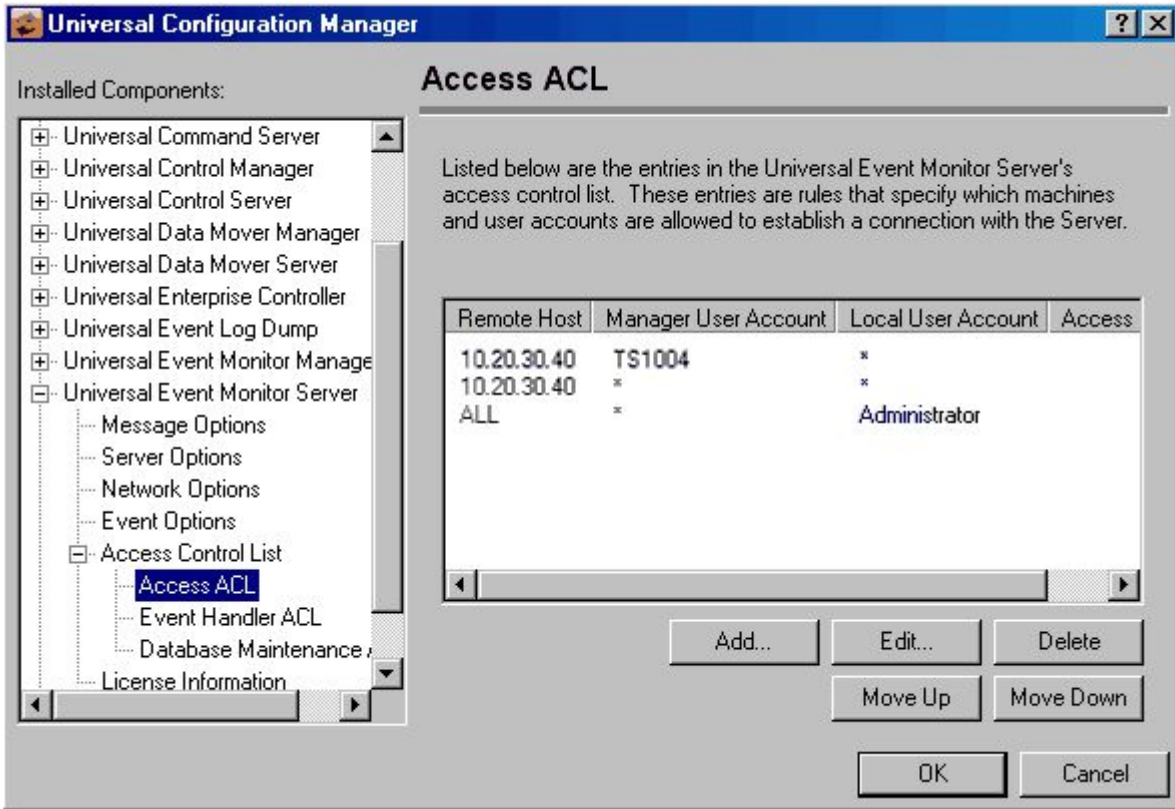 Universal Configuration Manager
Installed Components:
Universal Command Server
Universal Control Manager
Universal Control Server
Universal Data Mover Manager
Universal Data Mover Server
Universal Enterprise Controller
Universal Event Log Dump
Universal Event Monitor Manage
Universal Event Monitor Server
Message Options
Server Options
Network Options
Event Options
Access Control List
Access ACL
Event Handler ACL
Database Maintenance
License Information
Access ACL
Listed below are the entries in the Universal Event Monitor Server's
access control list. These entries are rules that specify which machines
and user accounts are allowed to establish a connection with the Server.
Remote Host Manager User Account Local User Account Access
10.20.30.40 TS1004 *
10.20.30.40 * *
ALL * Administrator
Add... Edit... Delete
Move Up Move Down
OK Cancel